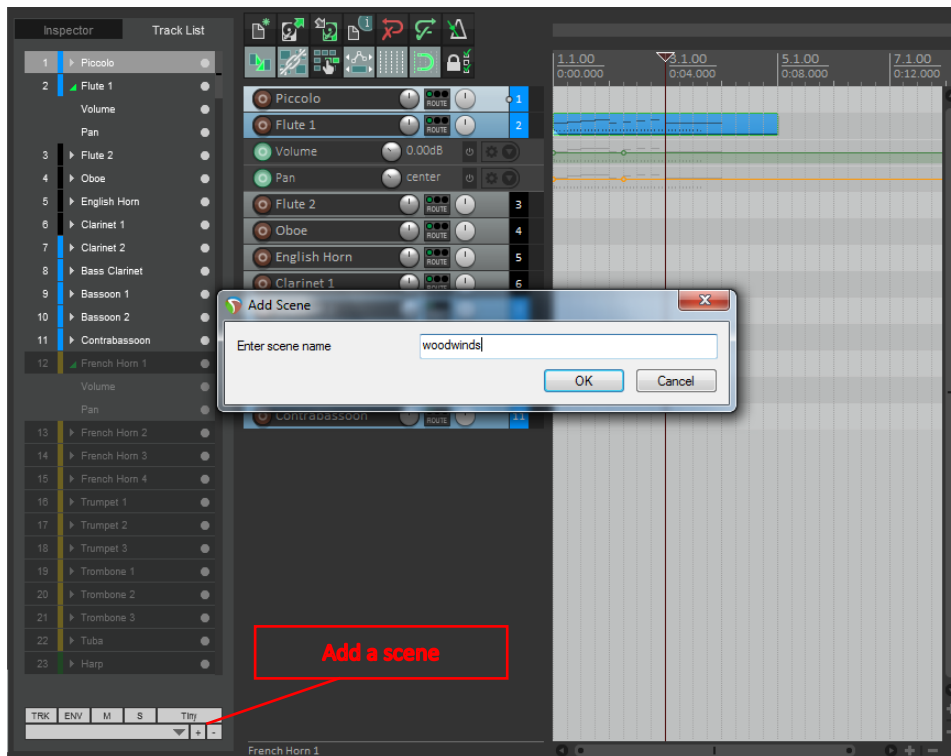 Inspector Track List
1 Piccolo
2 Flute 1
Volume
Pan
3 Flute 2
4 Oboe
5 English Horn
6 Clarinet 1
7 Clarinet 2
8 Bass Clarinet
9 Bassoon 1
10 Bassoon 2
11 Contrabassoon
12 French Horn 1
Volume
Pan
13 French Horn 2
14 French Horn 3
15 French Horn 4
16 Trumpet 1
17 Trumpet 2
18 Trumpet 3
19 Trombone 1
20 Trombone 2
21 Trombone 3
22 Tuba
23 Harp
TRK ENV M S Tiny
+ -
Piccolo ROUTE 1
Flute 1 ROUTE 2
Volume 0.00dB
Pan center
Flute 2 ROUTE 3
Oboe ROUTE 4
English Horn ROUTE 5
Clarinet 1 ROUTE 6
Contrabassoon ROUTE 11
1.1.00 3.1.00 5.1.00 7.1.00
0:00.000 0:04.000 0:08.000 0:12.000
Add Scene
Enter scene name woodwinds
OK Cancel
Add a scene
French Horn 1